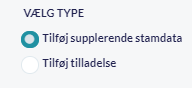 VÆLG TYPE
Tilføj supplerende stamdata
Tilføj tilladelse